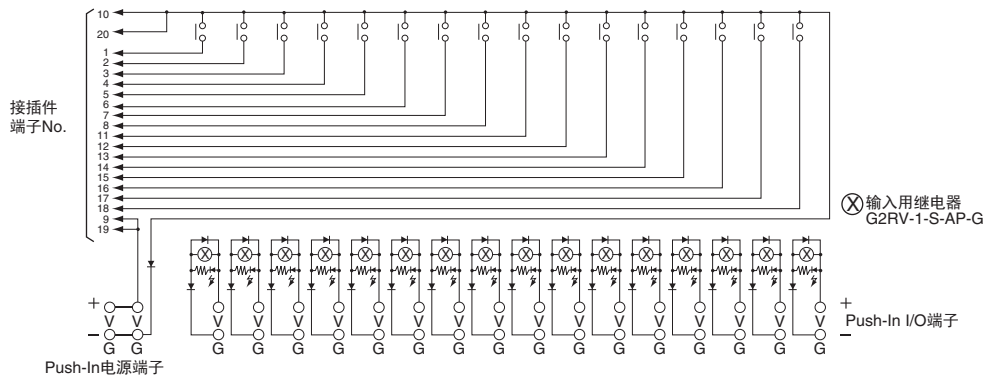 10
20
1
2
3
4
5
6
7
8
11
12
13
14
15
16
17
18
9
19
接插件
端子No.
X 输入用继电器
G2RV-1-S-AP-G
X X X X X X X X X X X X X X X X
+ V V V V V V V V V V V V V V V V V V +
Push-In I/O端子
− G G G G G G G G G G G G G G G G G G −
Push-In电源端子